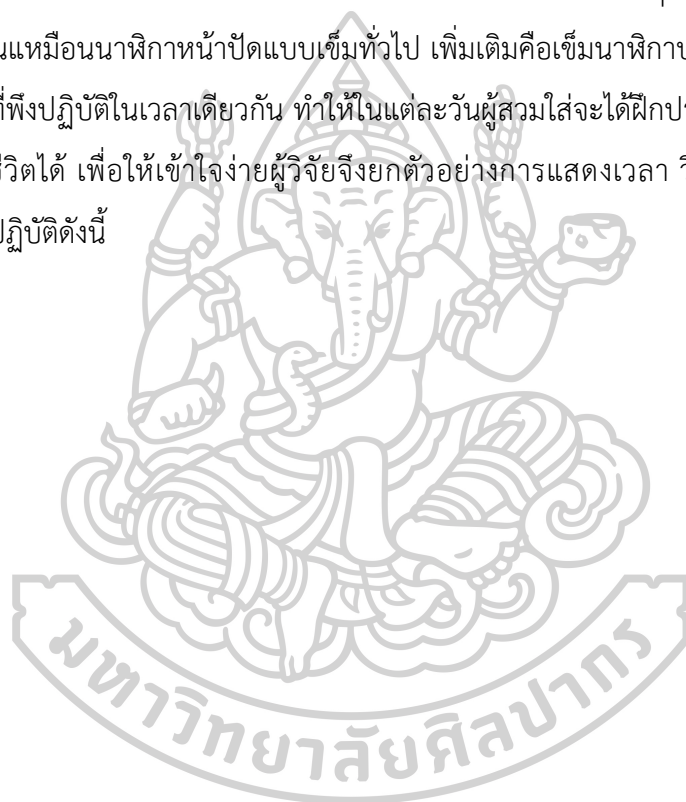 นเหมือนนาฬิกาหน้าปัดแบบเข็มทั่วไป เพิ่มเติมคือเข็มนาฬิกา
ที่พึงปฏิบัติในเวลาเดียวกัน ทำให้ในแต่ละวันผู้สวมใส่จะได้ฝึก
ชีวิตได้ เพื่อให้เข้าใจง่ายผู้วิจัยจึงยกตัวอย่างการแสดงเวลา
ปฏิบัติดังนี้
มหาวิทยาลัยศิลปากร